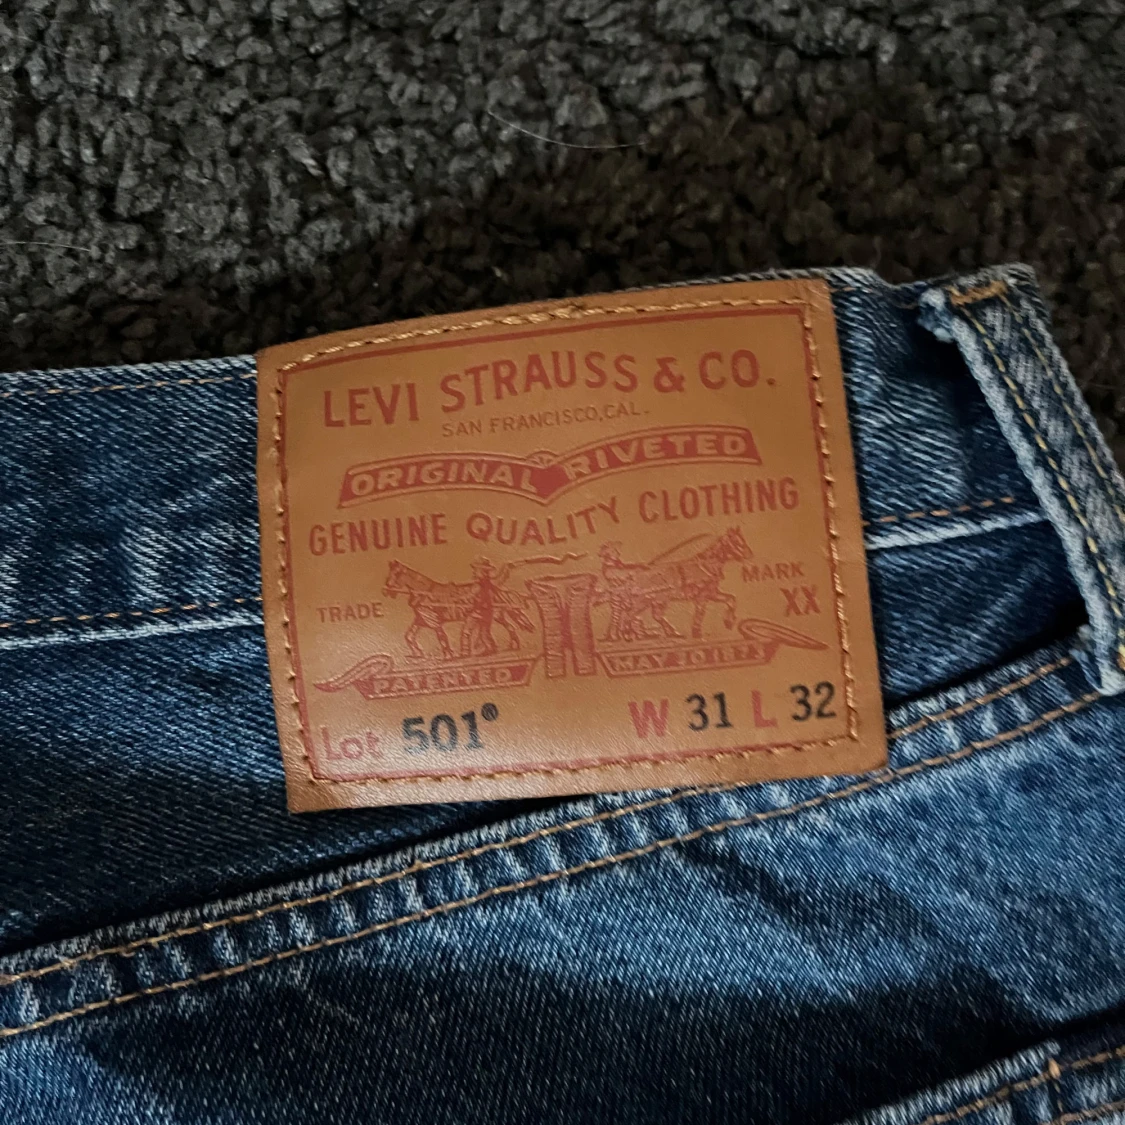 LEVI STRAUSS & CO.
SAN FRANCISCO, CAL.
ORIGINAL RIVETED
GENUINE QUALITY CLOTHING
TRADE MARK
XX
PATENTED MAY 20 1873
Lot 501® W 31 L 32